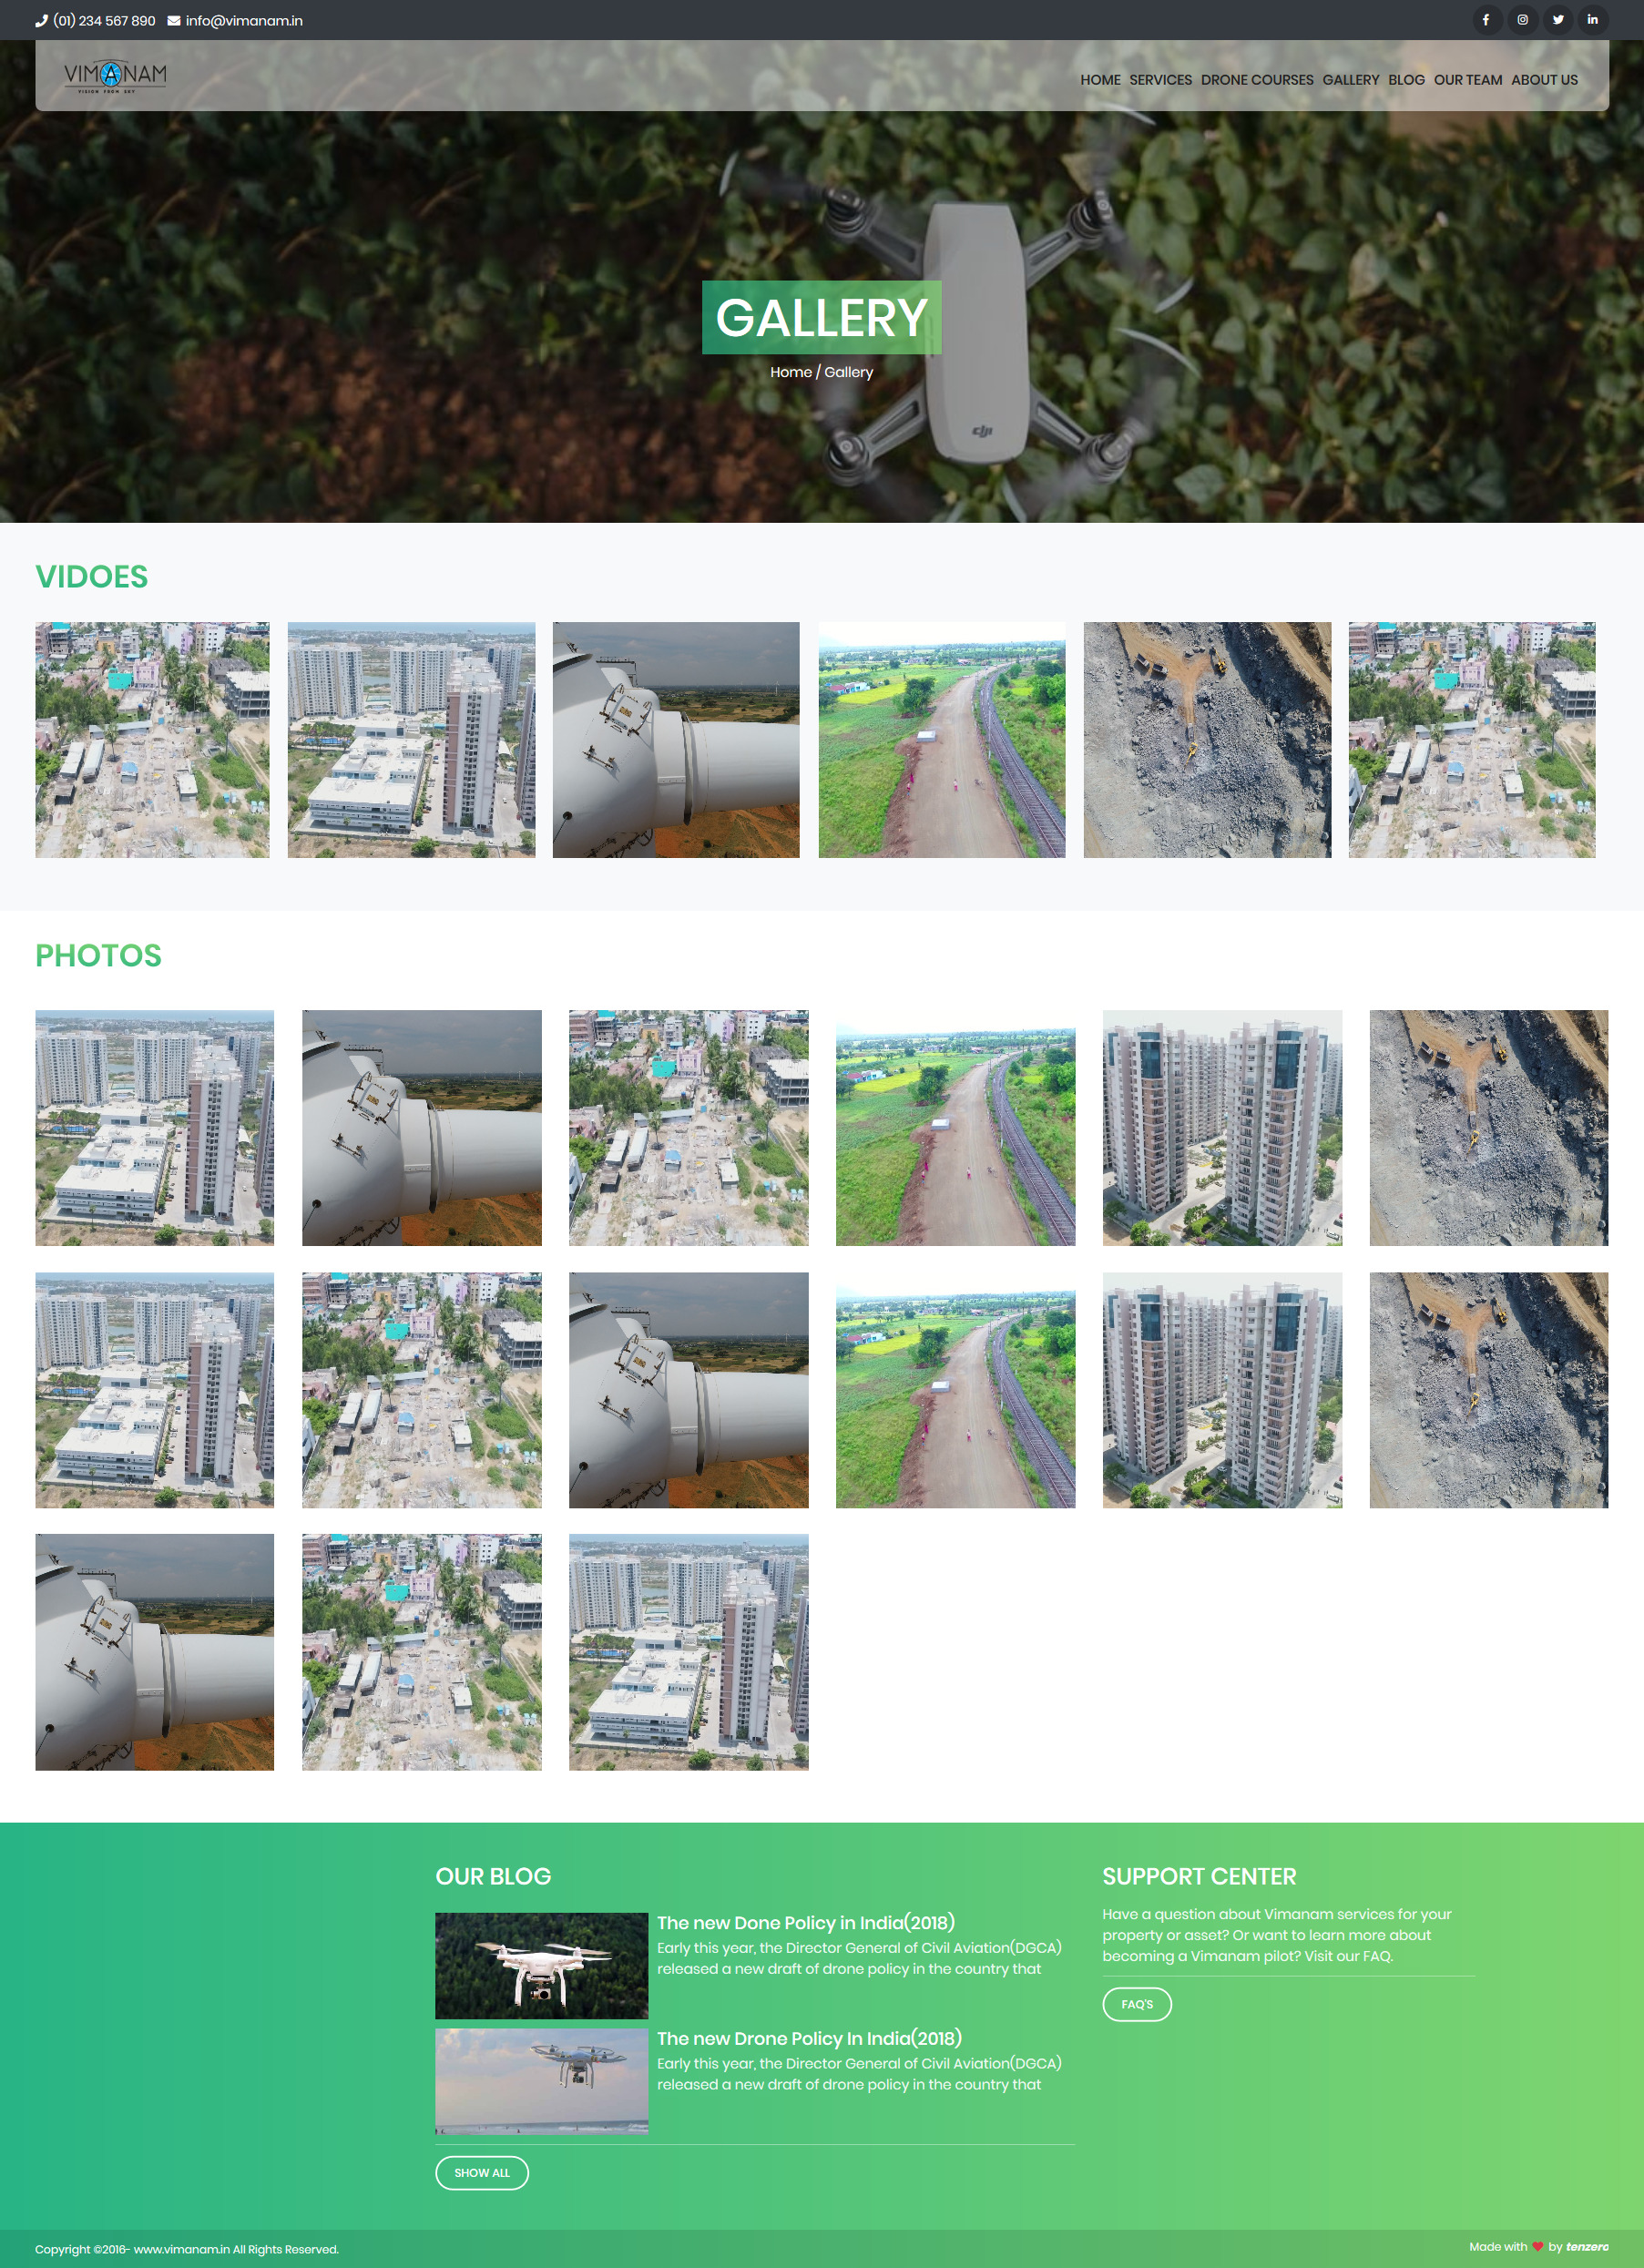 (01) 234 567 890 info@vimanam.in
VIMANAM
VISION FROM SKY
HOME SERVICES DRONE COURSES GALLERY BLOG OUR TEAM ABOUT US
GALLERY
Home / Gallery
dji
VIDOES
PHOTOS
OUR BLOG
The new Done Policy in India(2018)
Early this year, the Director General of Civil Aviation(DGCA)
released a new draft of drone policy in the country that
The new Drone Policy In India(2018)
Early this year, the Director General of Civil Aviation(DGCA)
released a new draft of drone policy in the country that
SHOW ALL
SUPPORT CENTER
Have a question about Vimanam services for your
property or asset? Or want to learn more about
becoming a Vimanam pilot? Visit our FAQ.
FAQ'S
Copyright ©2016- www.vimanam.in All Rights Reserved.
Made with ❤ by tenzero